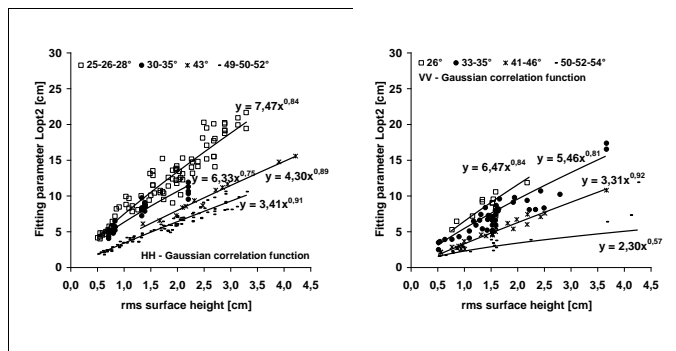 30
25
20
15
10
5
0
Fitting parameter Lopt2 [cm]
25-26-28° 30-35° 43° 49-50-52°
y = 7,47x^0,84
y = 6,33x^0,75
y = 4,30x^0,89
y = 3,41x^0,91
HH - Gaussian correlation function
0,0 0,5 1,0 1,5 2,0 2,5 3,0 3,5 4,0 4,5
rms surface height [cm]
30
25
20
15
10
5
0
Fitting parameter Lopt2 [cm]
26° 33-35° 41-46° 50-52-54°
VV - Gaussian correlation function
y = 6,47x^0,84
y = 5,46x^0,81
y = 3,31x^0,92
y = 2,30x^0,57
0,0 0,5 1,0 1,5 2,0 2,5 3,0 3,5 4,0 4,5
rms surface height [cm]